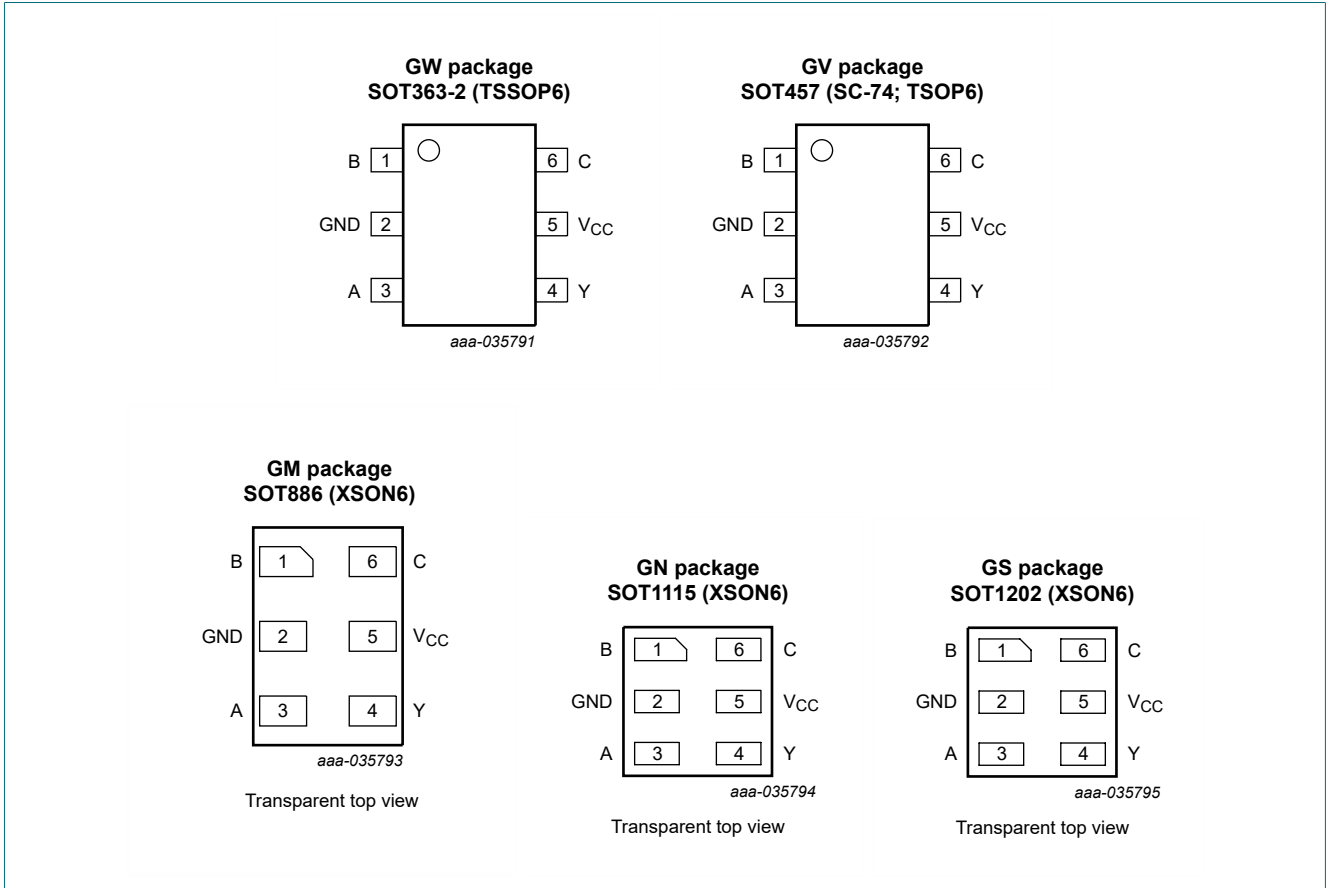 GW package
SOT363-2 (TSSOP6)
B 1 6 C
GND 2 5 VCC
A 3 4 Y
aaa-035791
GV package
SOT457 (SC-74; TSOP6)
B 1 6 C
GND 2 5 VCC
A 3 4 Y
aaa-035792
GM package
SOT886 (XSON6)
B 1 6 C
GND 2 5 VCC
A 3 4 Y
aaa-035793
Transparent top view
GN package
SOT1115 (XSON6)
B 1 6 C
GND 2 5 VCC
A 3 4 Y
aaa-035794
Transparent top view
GS package
SOT1202 (XSON6)
B 1 6 C
GND 2 5 VCC
A 3 4 Y
aaa-035795
Transparent top view